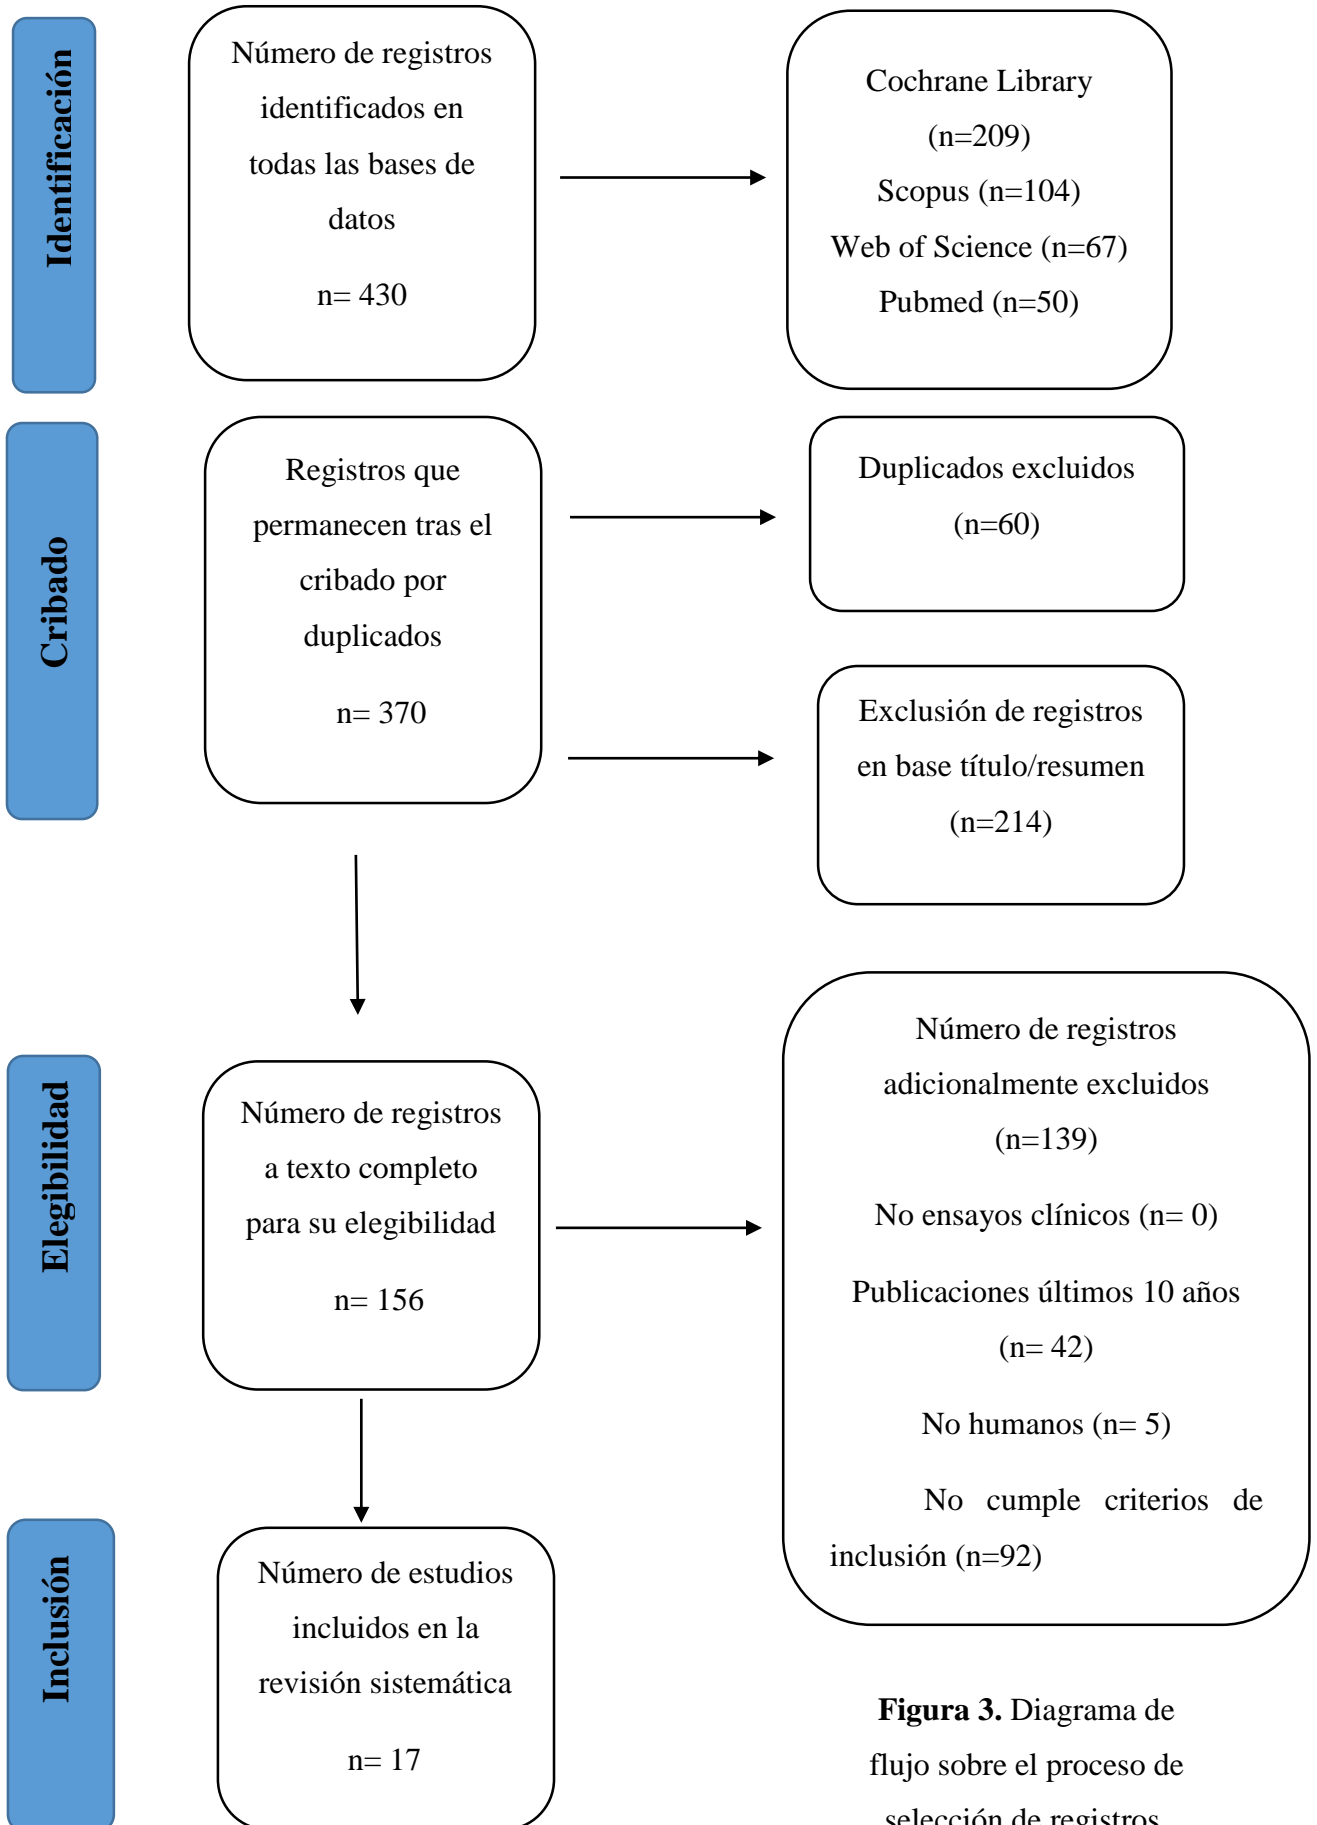 Identificación
Número de registros
identificados en
todas las bases de
datos
n= 430
Cochrane Library
(n=209)
Scopus (n=104)
Web of Science (n=67)
Pubmed (n=50)
Cribado
Registros que
permanecen tras el
cribado por
duplicados
n= 370
Duplicados excluidos
(n=60)
Exclusión de registros
en base título/resumen
(n=214)
Elegibilidad
Número de registros
a texto completo
para su elegibilidad
n= 156
Número de registros
adicionalmente excluidos
(n=139)
No ensayos clínicos (n= 0)
Publicaciones últimos 10 años
(n= 42)
No humanos (n= 5)
No cumple criterios de
inclusión (n=92)
Inclusión
Número de estudios
incluidos en la
revisión sistemática
n= 17
Figura 3. Diagrama de
flujo sobre el proceso de
selección de registros